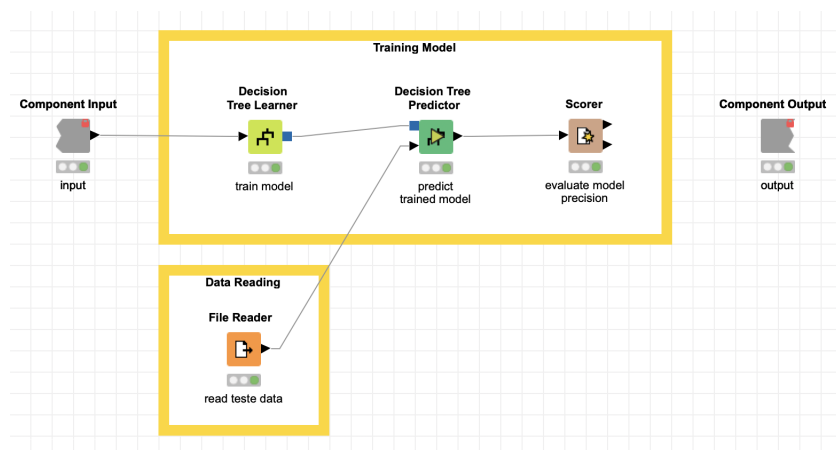 Training Model
Component Input
input
Decision
Tree Learner
train model
Decision Tree
Predictor
predict
trained model
Scorer
evaluate model
precision
Component Output
output
Data Reading
File Reader
read teste data